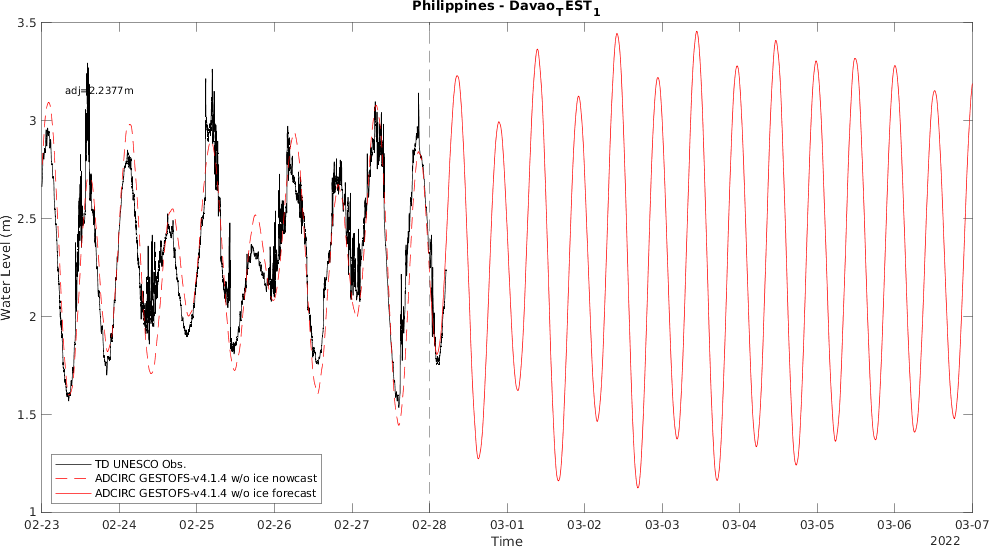 Philippines - Davao_TEST_1
adj=2.2377m
Water Level (m)
3.5
3
2.5
2
1.5
1
TD UNESCO Obs.
ADCIRC GESTOFS-v4.1.4 w/o ice nowcast
ADCIRC GESTOFS-v4.1.4 w/o ice forecast
02-23 02-24 02-25 02-26 02-27 02-28 03-01 03-02 03-03 03-04 03-05 03-06 03-07
Time
2022